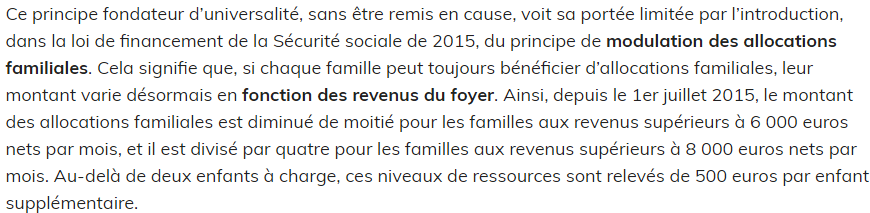 Ce principe fondateur d’universalité, sans être remis en cause, voit sa portée limitée par l’introduction,
dans la loi de financement de la Sécurité sociale de 2015, du principe de modulation des allocations
familiales. Cela signifie que, si chaque famille peut toujours bénéficier d’allocations familiales, leur
montant varie désormais en fonction des revenus du foyer. Ainsi, depuis le 1er juillet 2015, le montant
des allocations familiales est diminué de moitié pour les familles aux revenus supérieurs à 6 000 euros
nets par mois, et il est divisé par quatre pour les familles aux revenus supérieurs à 8 000 euros nets par
mois. Au-delà de deux enfants à charge, ces niveaux de ressources sont relevés de 500 euros par enfant
supplémentaire.